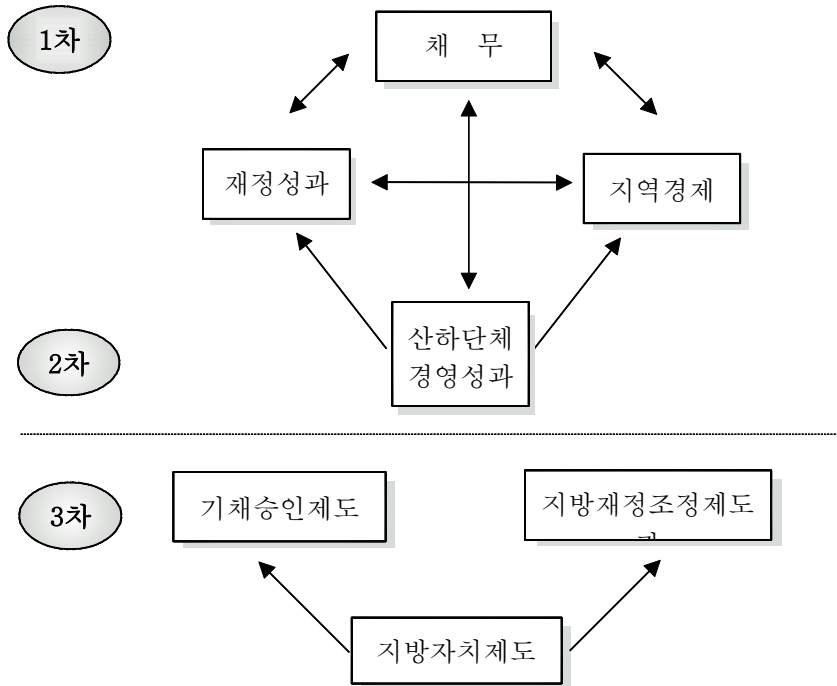 1차
채 무
재정성과
지역경제
산하단체
경영성과
2차
3차
기채승인제도
지방재정조정제도
지방자치제도